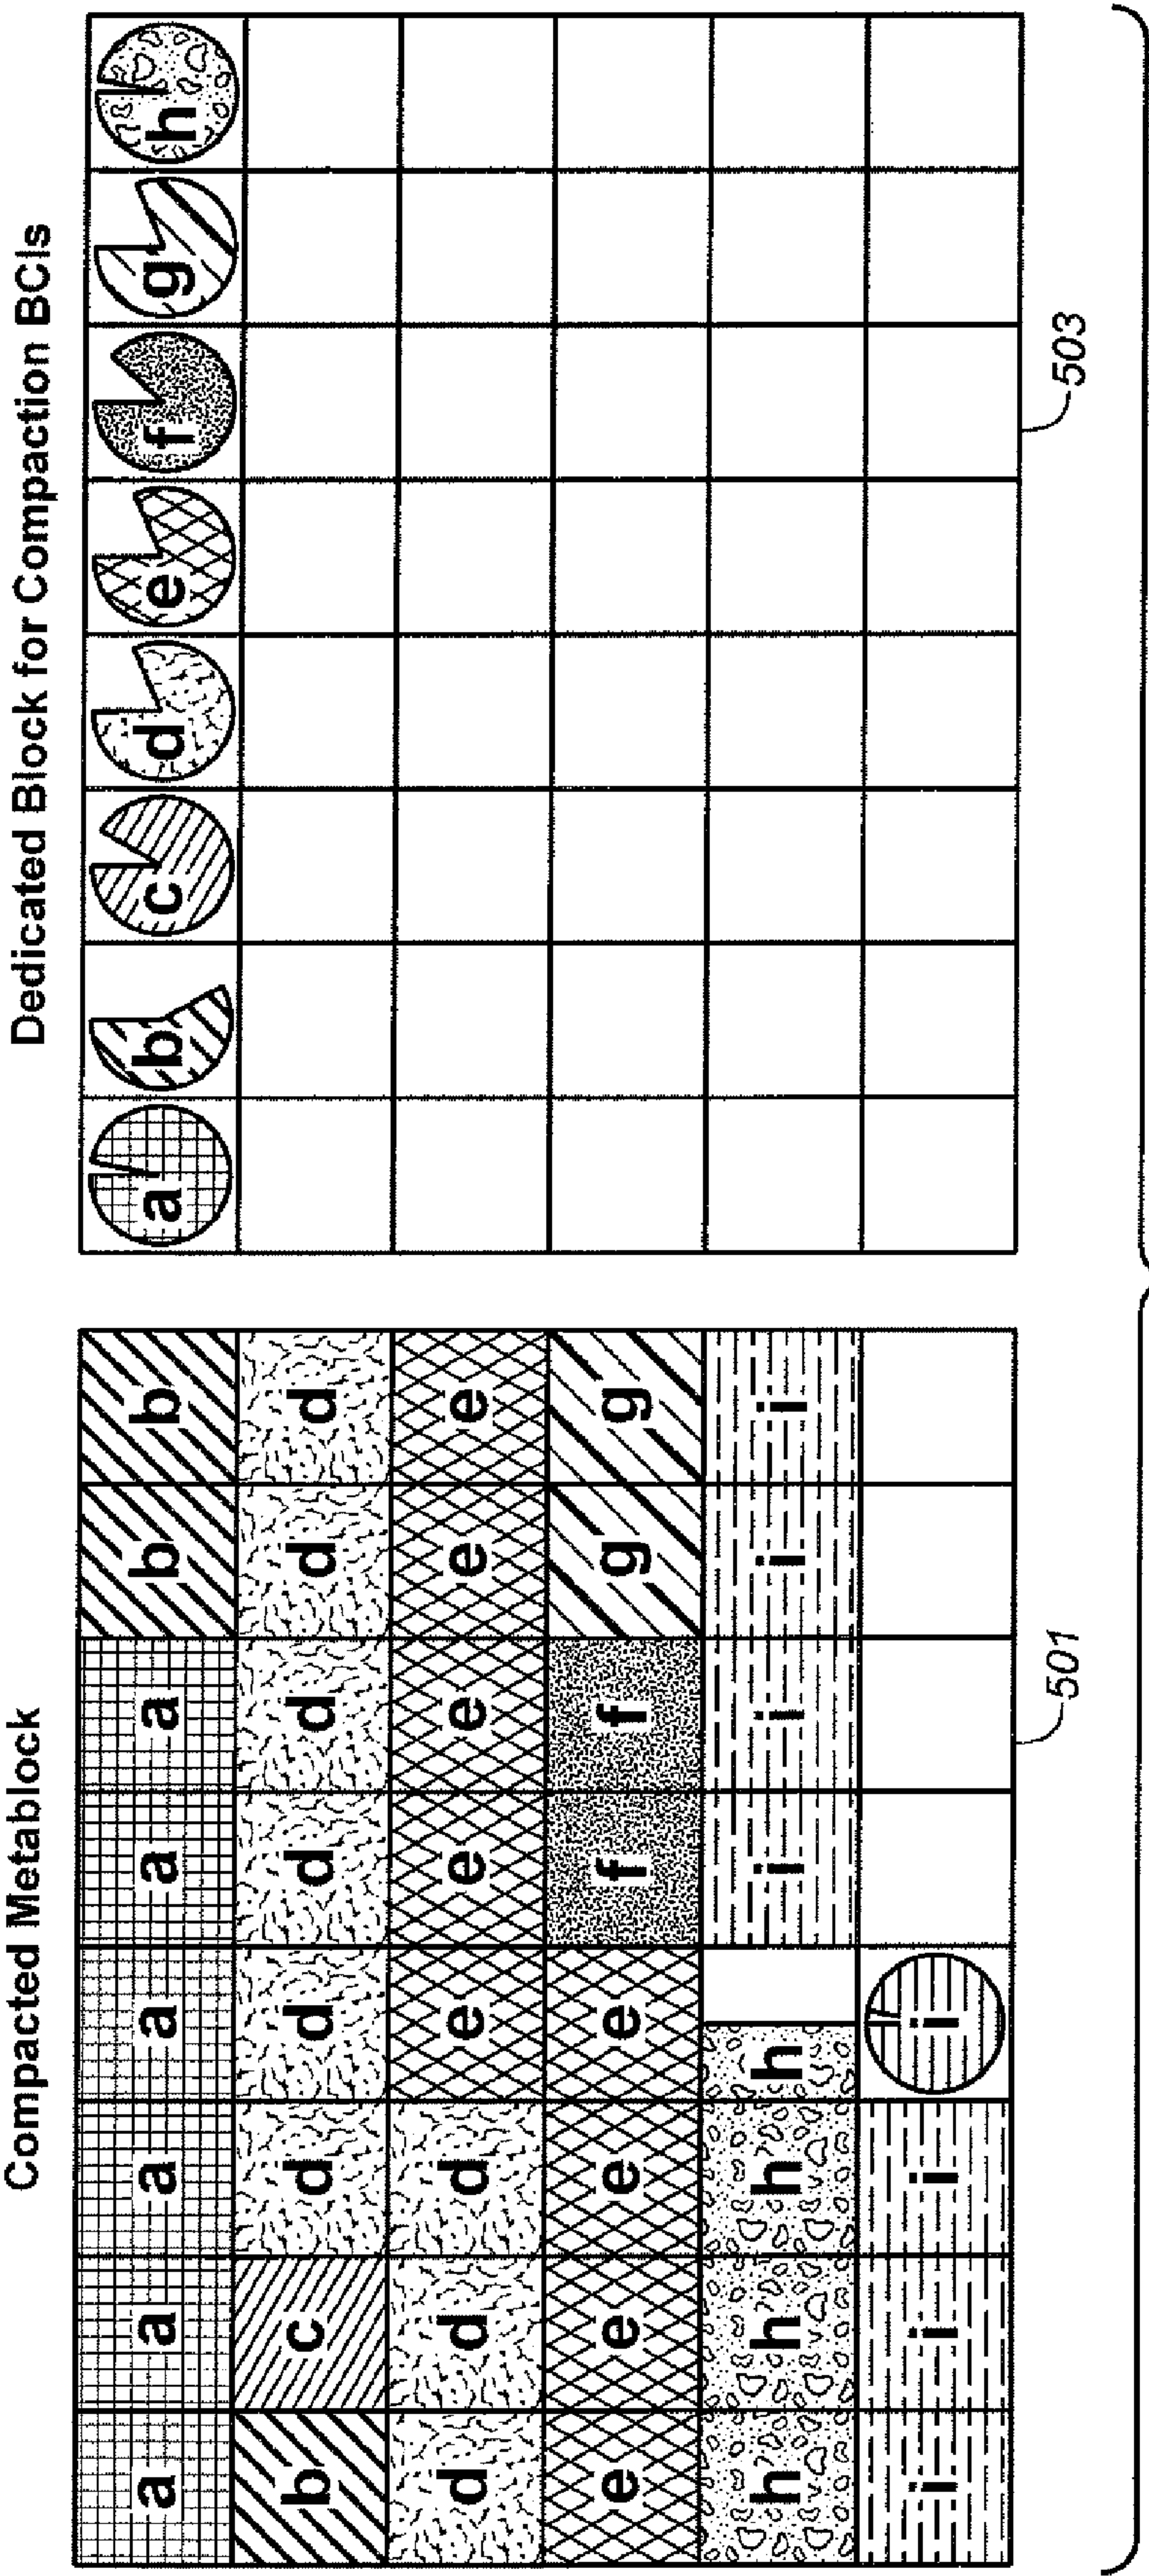 Compacted Metablock
a a a a a a b b
b c d d d d d d
d d d e e e e e
e e e e f f g g
h h h h i i i i
i i i i
501
Dedicated Block for Compaction BCIs
a b c d e f g h
503